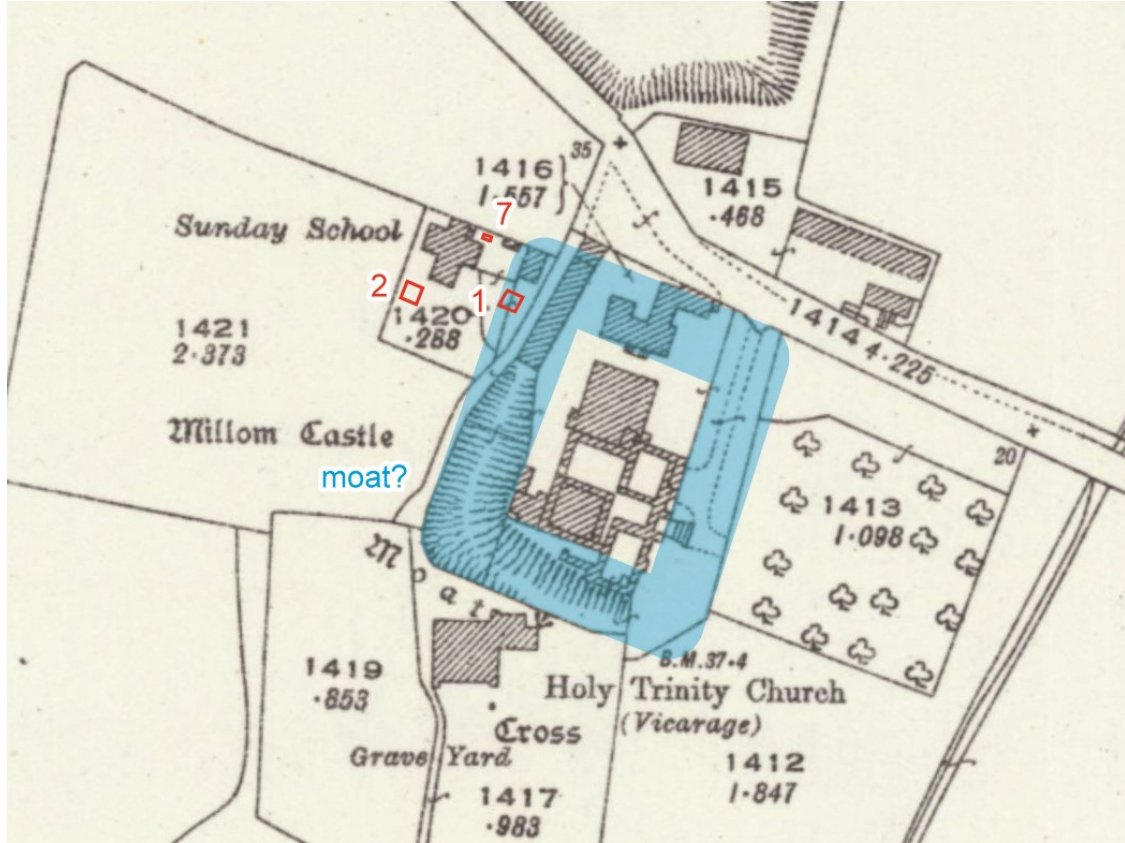 35
1416
1.557
1415
.468
7
Sunday School
2
1
1420
.288
1421
2.373
1414 4.225
Millom Castle
moat?
20
1413
1.098
Moat
B.M.37.4
1419
.853
Holy Trinity Church
(Vicarage)
Cross
Grave Yard
1412
1.847
1417
.983